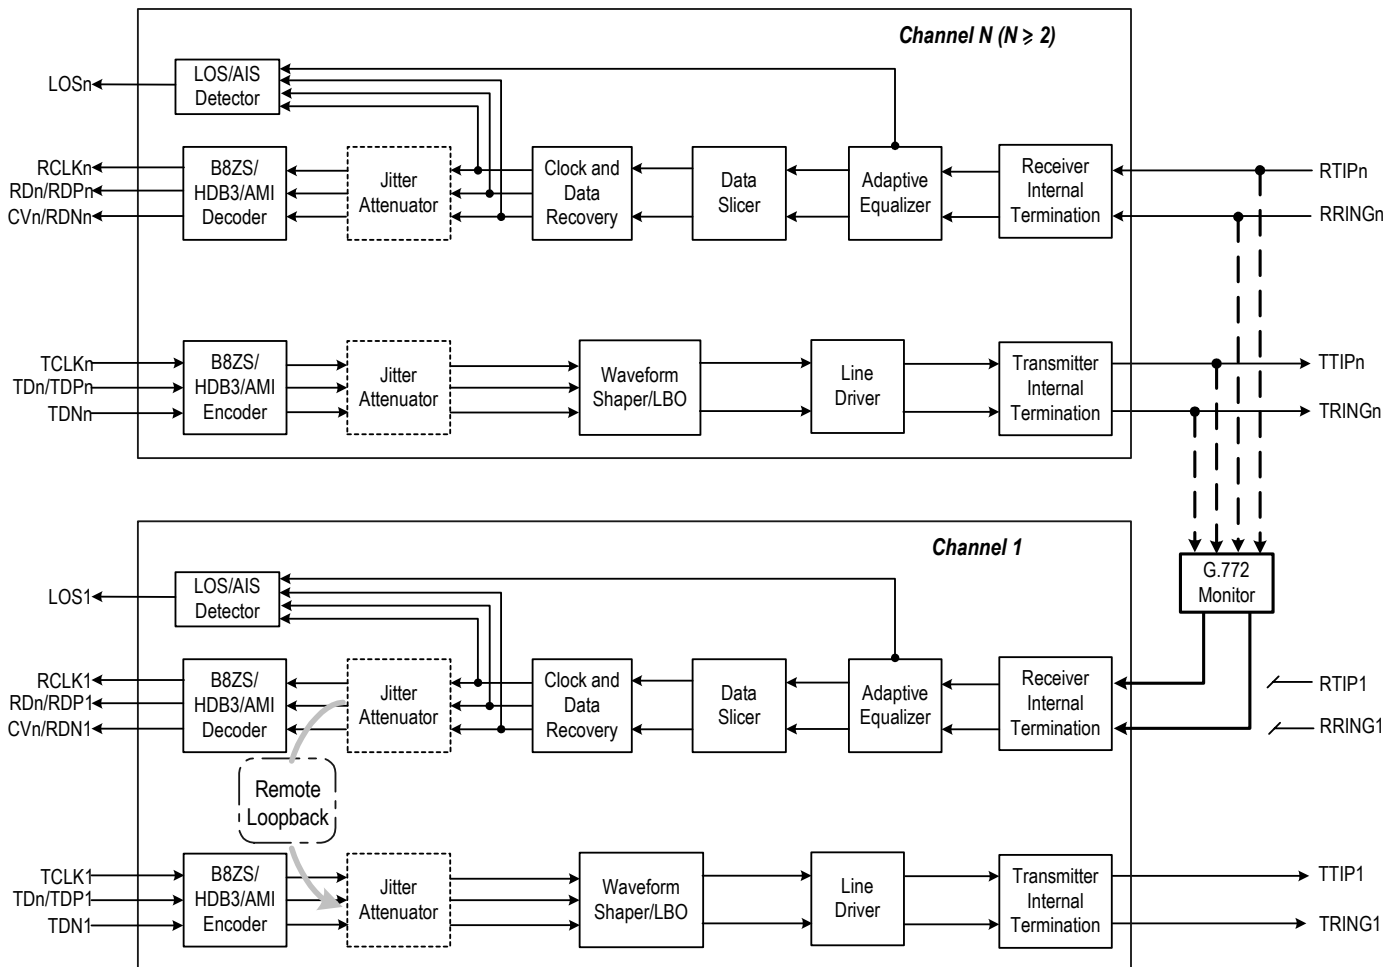 Channel N (N ≥ 2)
LOSn
LOS/AIS
Detector
RCLKn
RDn/RDPn
CVn/RDNn
B8ZS/
HDB3/AMI
Decoder
Jitter
Attenuator
Clock and
Data
Recovery
Data
Slicer
Adaptive
Equalizer
Receiver
Internal
Termination
RTIPn
RRINGn
TCLKn
TDn/TDPn
TDNn
B8ZS/
HDB3/AMI
Encoder
Jitter
Attenuator
Waveform
Shaper/LBO
Line
Driver
Transmitter
Internal
Termination
TTIPn
TRINGn
Channel 1
G.772
Monitor
LOS1
LOS/AIS
Detector
RCLK1
RDn/RDP1
CVn/RDN1
B8ZS/
HDB3/AMI
Decoder
Jitter
Attenuator
Clock and
Data
Recovery
Data
Slicer
Adaptive
Equalizer
Receiver
Internal
Termination
RTIP1
RRING1
Remote
Loopback
TCLK1
TDn/TDP1
TDN1
B8ZS/
HDB3/AMI
Encoder
Jitter
Attenuator
Waveform
Shaper/LBO
Line
Driver
Transmitter
Internal
Termination
TTIP1
TRING1